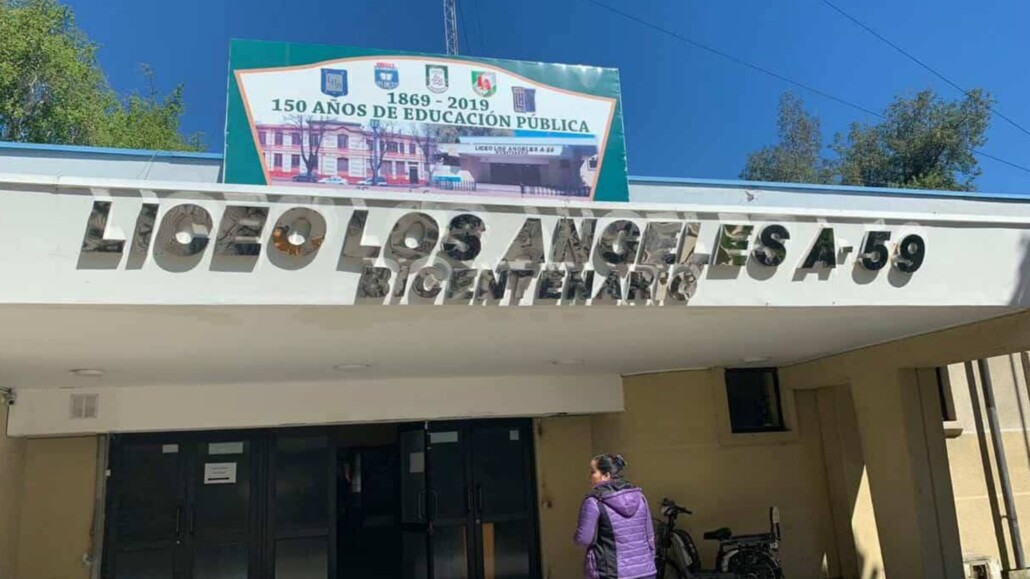 1869 - 2019
150 AÑOS DE EDUCACIÓN PÚBLICA
LICEO LOS ANGELES A-59
LICEO LOS ANGELES A-59
BICENTENARIO